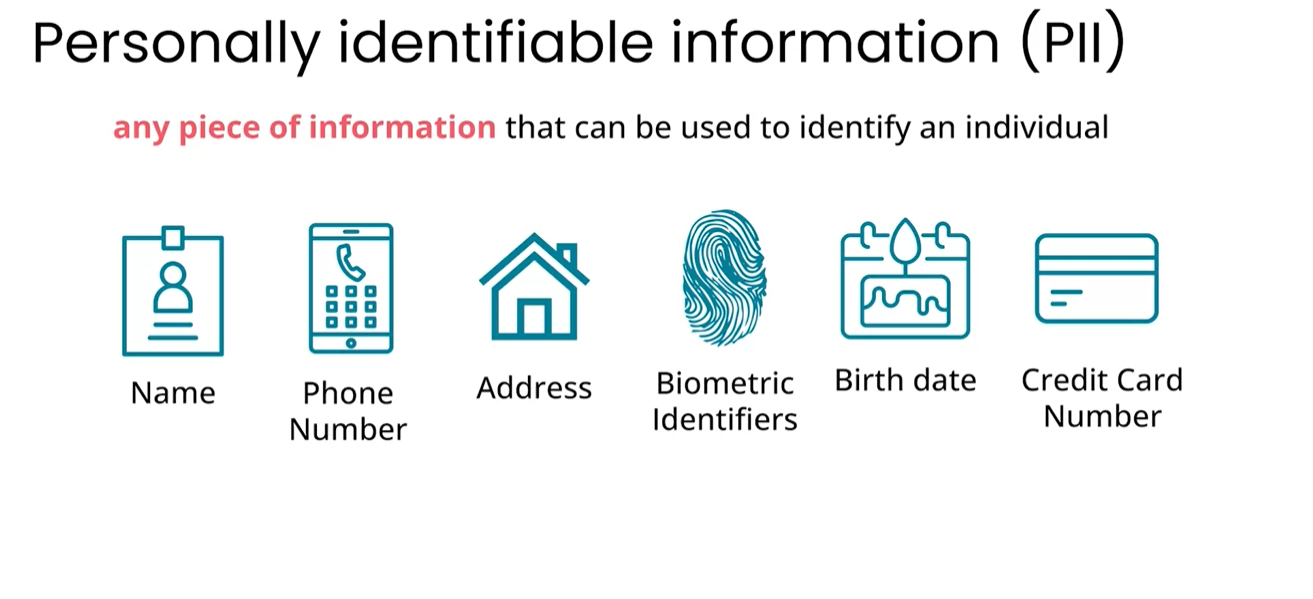 Personally identifiable information (PII)
any piece of information that can be used to identify an individual
Name
Phone
Number
Address
Biometric
Identifiers
Birth date
Credit Card
Number